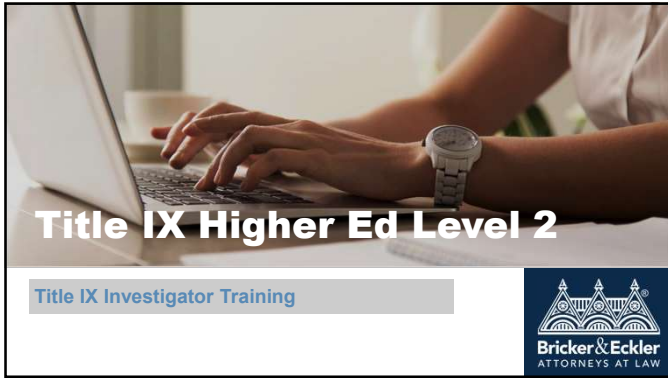 Title IX Higher Ed Level 2
Title IX Investigator Training
®
Bricker&Eckler
ATTORNEYS AT LAW